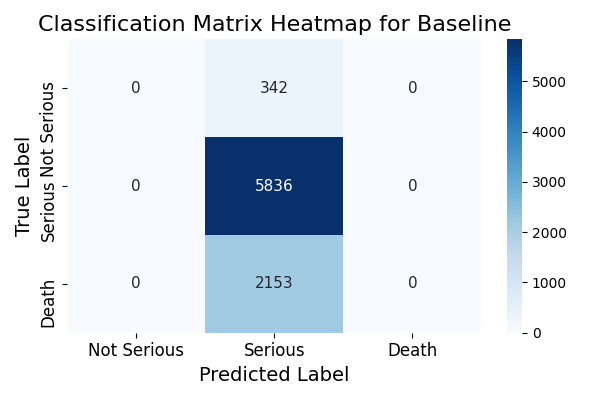 Classification Matrix Heatmap for Baseline
True Label
Not Serious
0 342 0
Serious
0 5836 0
Death
0 2153 0
Not Serious Serious Death
Predicted Label
5000
4000
3000
2000
1000
0